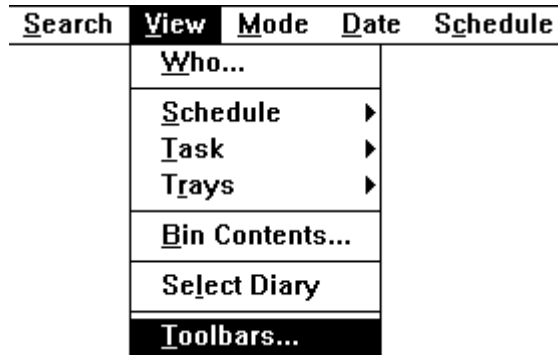 Search View Mode Date Schedule
Who...
Schedule
Task
Trays
Bin Contents...
Select Diary
Toolbars...